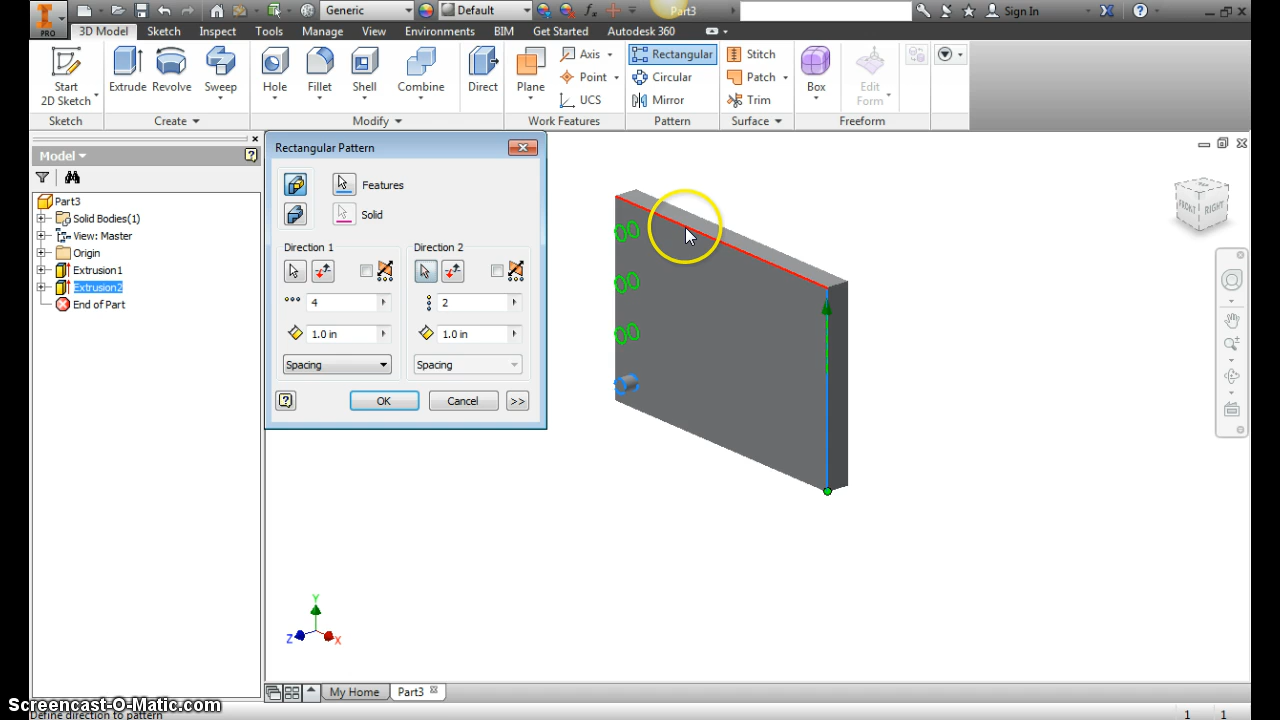 PRO
Generic
Default
Part3
Sign In
3D Model
Sketch
Inspect
Tools
Manage
View
Environments
BIM
Get Started
Autodesk 360
Start
2D Sketch
Extrude
Revolve
Sweep
Hole
Fillet
Shell
Combine
Direct
Plane
Axis
Point
UCS
Rectangular
Circular
Mirror
Stitch
Patch
Trim
Box
Edit
Form
Sketch
Create
Modify
Work Features
Pattern
Surface
Freeform
Model
Part3
Solid Bodies(1)
View: Master
Origin
Extrusion1
Extrusion2
End of Part
Rectangular Pattern
Features
Solid
Direction 1
Direction 2
4
2
1.0 in
1.0 in
Spacing
Spacing
OK
Cancel
>>
FRONT
RIGHT
Y
Z
X
My Home
Part3
Screencast-O-Matic.com
Define direction to pattern
1
1